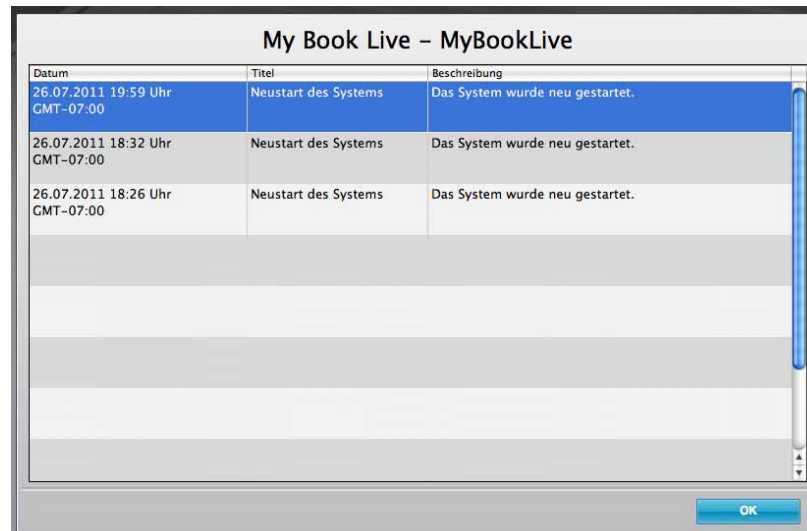 My Book Live – MyBookLive
Datum Titel Beschreibung
26.07.2011 19:59 Uhr Neustart des Systems Das System wurde neu gestartet.
GMT-07:00
26.07.2011 18:32 Uhr Neustart des Systems Das System wurde neu gestartet.
GMT-07:00
26.07.2011 18:26 Uhr Neustart des Systems Das System wurde neu gestartet.
GMT-07:00
OK